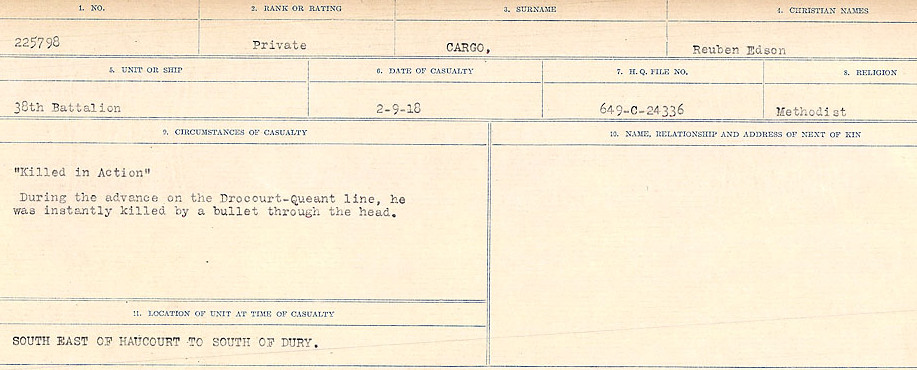 1. NO. 2. RANK OR RATING 3. SURNAME 4. CHRISTIAN NAMES
225798 Private CARGO, Reuben Edson
5. UNIT OR SHIP 6. DATE OF CASUALTY 7. H. Q. FILE NO. 8. RELIGION
38th Battalion 2-9-18 649-C-24336 Methodist
9. CIRCUMSTANCES OF CASUALTY 10. NAME, RELATIONSHIP AND ADDRESS OF NEXT OF KIN
"Killed in Action"
During the advance on the Drocourt-Queant line, he
was instantly killed by a bullet through the head.
11. LOCATION OF UNIT AT TIME OF CASUALTY
SOUTH EAST OF HAUCOURT TO SOUTH OF DURY.